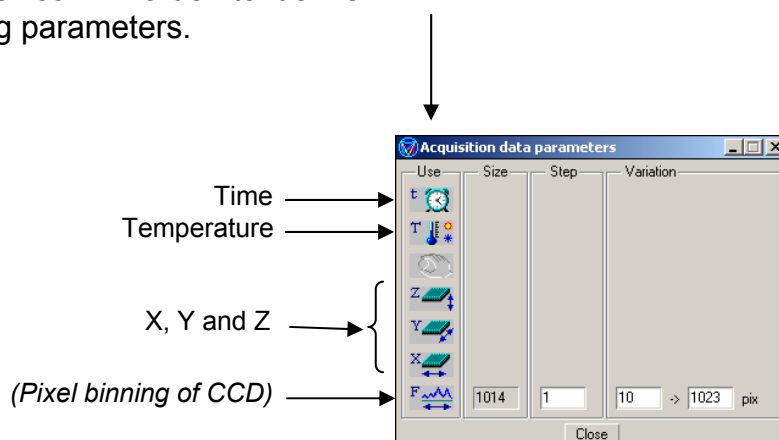 g parameters.
Acquisition data parameters
Use Size Step Variation
Time t
Temperature T
Z
X, Y and Z Y
X
(Pixel binning of CCD) F 1014 1 10 -> 1023 pix
Close